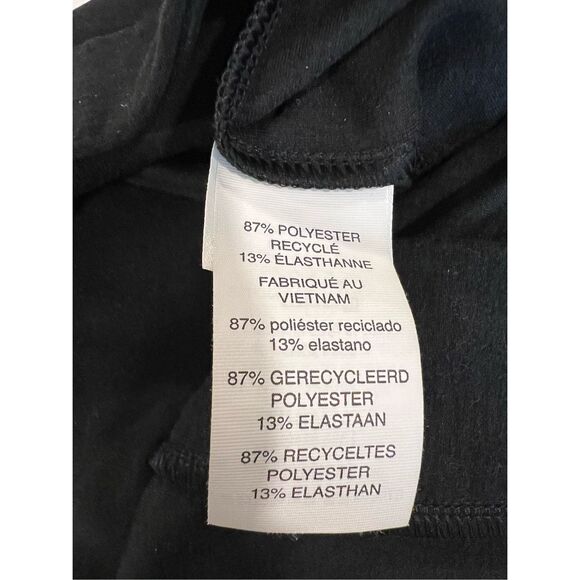 87% POLYESTER
RECYCLÉ
13% ÉLASTHANNE
FABRIQUÉ AU
VIETNAM
87% poliéster reciclado
13% elastano
87% GERECYCLEERD
POLYESTER
13% ELASTAAN
87% RECYCELTES
POLYESTER
13% ELASTHAN